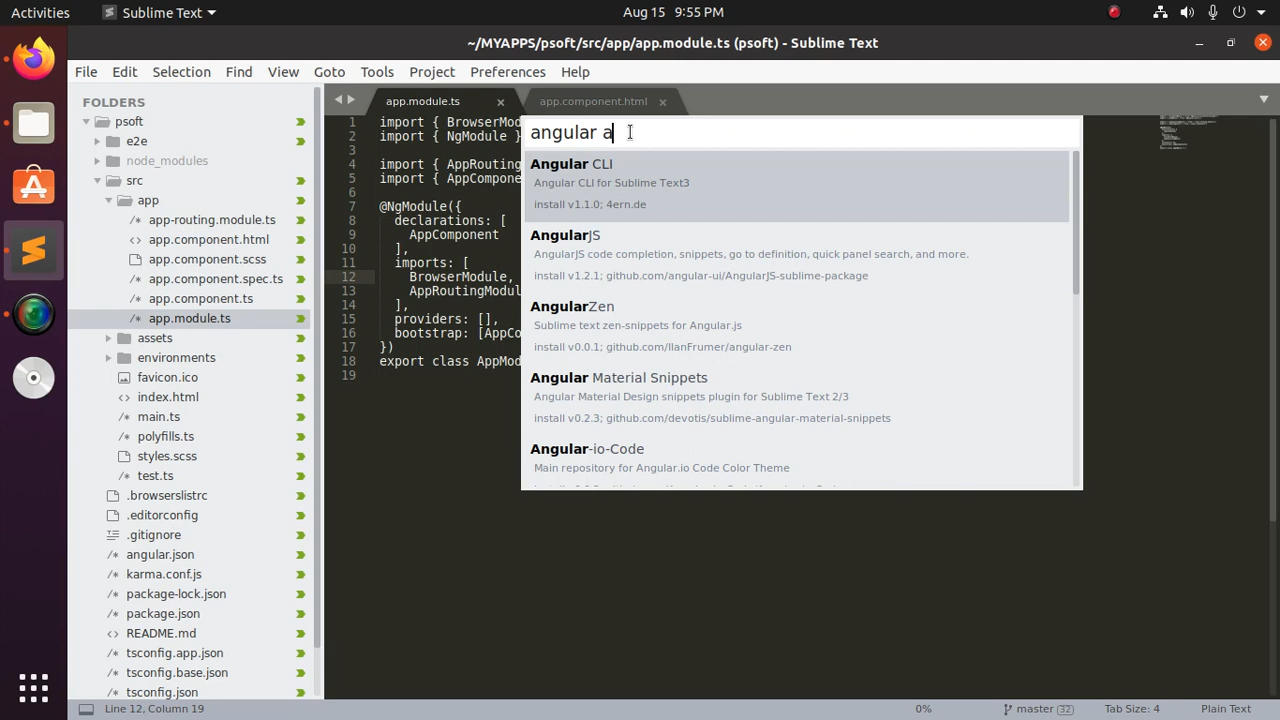 Activities
Sublime Text
Aug 15 9:55 PM
~/MYAPPS/psoft/src/app/app.module.ts (psoft) - Sublime Text
File Edit Selection Find View Goto Tools Project Preferences Help
FOLDERS
psoft
e2e
node_modules
src
app
app-routing.module.ts
app.component.html
app.component.scss
app.component.spec.ts
app.component.ts
app.module.ts
assets
environments
favicon.ico
index.html
main.ts
polyfills.ts
styles.scss
test.ts
.browserslistrc
.editorconfig
.gitignore
angular.json
karma.conf.js
package-lock.json
package.json
README.md
tsconfig.app.json
tsconfig.base.json
tsconfig.json
app.module.ts
app.component.html
1 import { BrowserMod
2 import { NgModule }
3
4 import { AppRouting
5 import { AppCompone
6
7 @NgModule({
8 declarations: [
9 AppComponent
10 ],
11 imports: [
12 BrowserModule,
13 AppRoutingModul
14 ],
15 providers: [],
16 bootstrap: [AppCo
17 })
18 export class AppMod
19
angular a
Angular CLI
Angular CLI for Sublime Text3
install v1.1.0; 4ern.de
AngularJS
AngularJS code completion, snippets, go to definition, quick panel search, and more.
install v1.2.1; github.com/angular-ui/AngularJS-sublime-package
AngularZen
Sublime text zen-snippets for Angular.js
install v0.0.1; github.com/IlanFrumer/angular-zen
Angular Material Snippets
Angular Material Design snippets plugin for Sublime Text 2/3
install v0.2.3; github.com/devotis/sublime-angular-material-snippets
Angular-io-Code
Main repository for Angular.io Code Color Theme
Line 12, Column 19
0%
master 32
Tab Size: 4
Plain Text